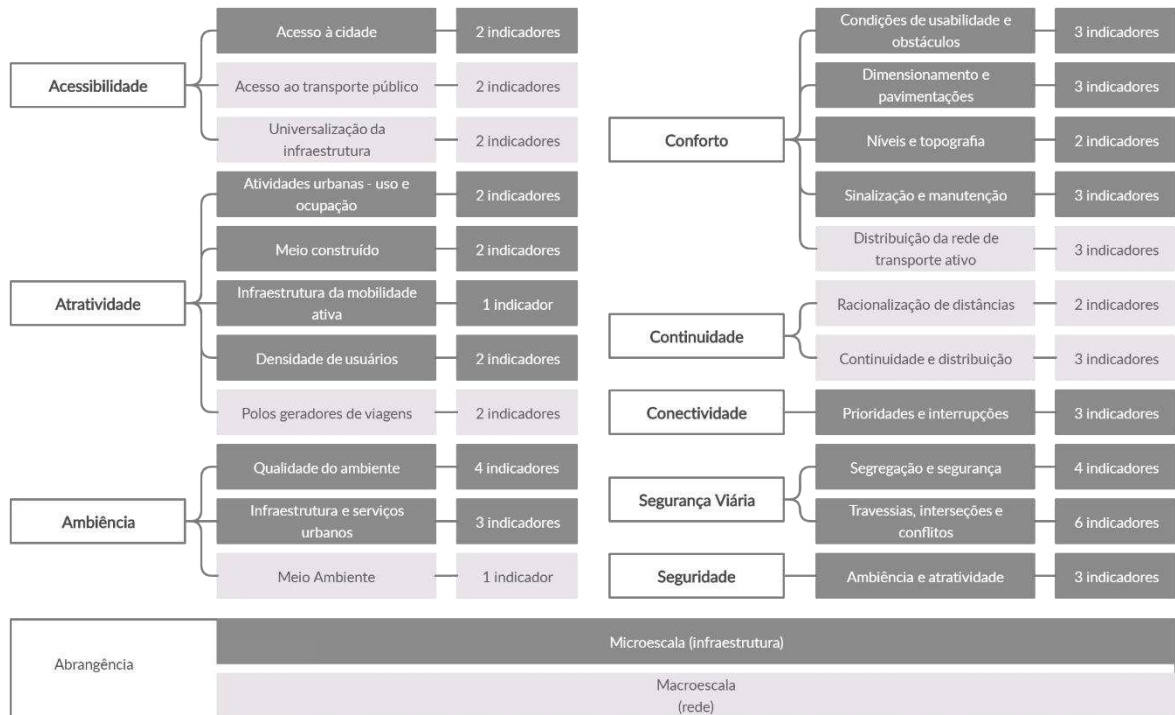 Acessibilidade
Acesso à cidade
2 indicadores
Acesso ao transporte público
2 indicadores
Universalização da
infraestrutura
2 indicadores
Atratividade
Atividades urbanas - uso e
ocupação
2 indicadores
Meio construído
2 indicadores
Infraestrutura da mobilidade
ativa
1 indicador
Densidade de usuários
2 indicadores
Polos geradores de viagens
2 indicadores
Ambiência
Qualidade do ambiente
4 indicadores
Infraestrutura e serviços
urbanos
3 indicadores
Meio Ambiente
1 indicador
Conforto
Condições de usabilidade e
obstáculos
3 indicadores
Dimensionamento e
pavimentações
3 indicadores
Níveis e topografia
2 indicadores
Sinalização e manutenção
3 indicadores
Distribuição da rede de
transporte ativo
3 indicadores
Continuidade
Racionalização de distâncias
2 indicadores
Continuidade e distribuição
3 indicadores
Conectividade
Prioridades e interrupções
3 indicadores
Segurança Viária
Segregação e segurança
4 indicadores
Travessias, interseções e
conflitos
6 indicadores
Seguridade
Ambiência e atratividade
3 indicadores
Abrangência
Microescala (infraestrutura)
Macroescala
(rede)